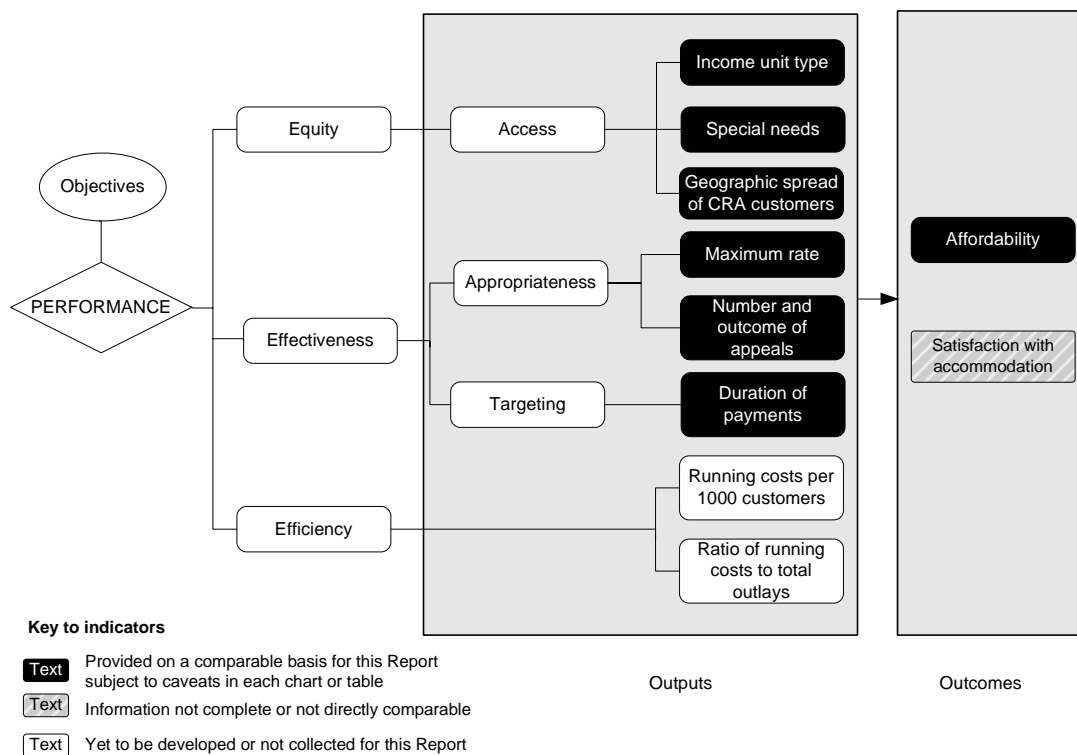 Objectives
PERFORMANCE
Equity
Effectiveness
Efficiency
Access
Appropriateness
Targeting
Income unit type
Special needs
Geographic spread
of CRA customers
Maximum rate
Number and
outcome of
appeals
Duration of
payments
Running costs per
1000 customers
Ratio of running
costs to total
outlays
Affordability
Satisfaction with
accommodation
Outputs
Outcomes
Key to indicators
Text
Provided on a comparable basis for this Report
subject to caveats in each chart or table
Text
Information not complete or not directly comparable
Text
Yet to be developed or not collected for this Report